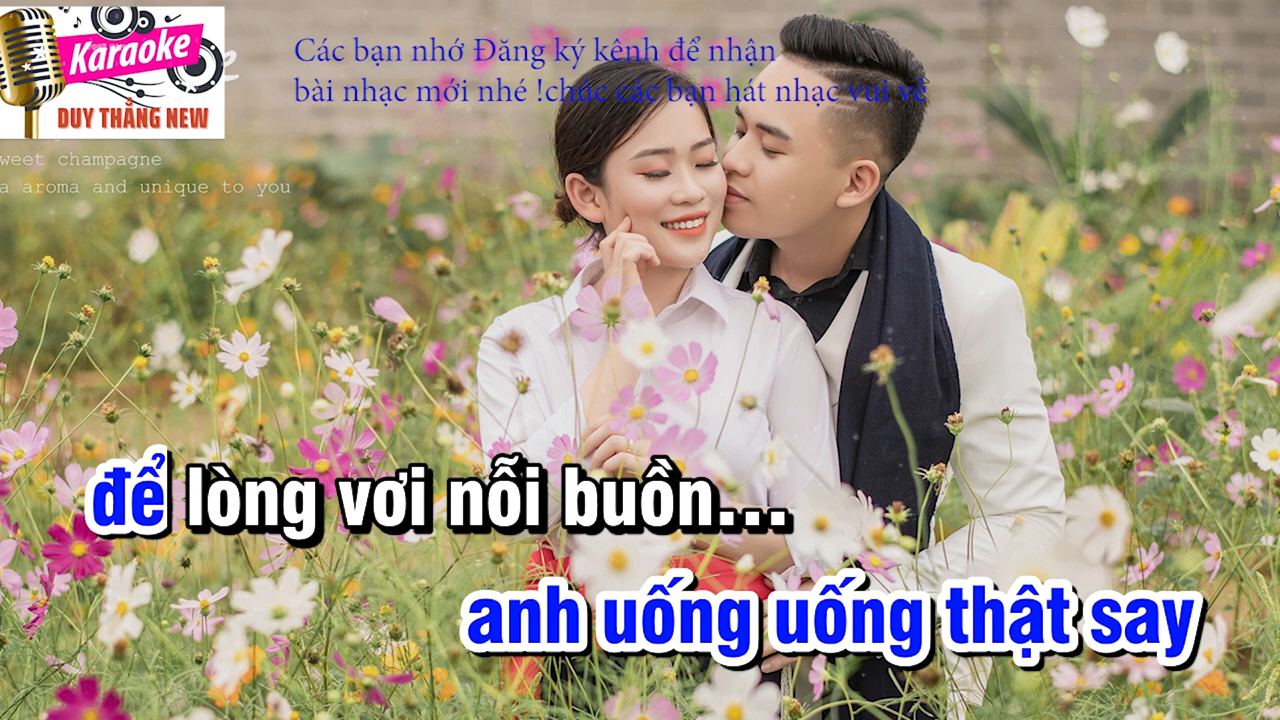 Karaoke
DUY THẮNG NEW
Các bạn nhớ Đăng ký kênh để nhận
bài nhạc mới nhé !chúc các bạn hát nhạc vui vẻ
weet champagne
a aroma and unique to you
để lòng vơi nỗi buồn...
anh uống uống thật say